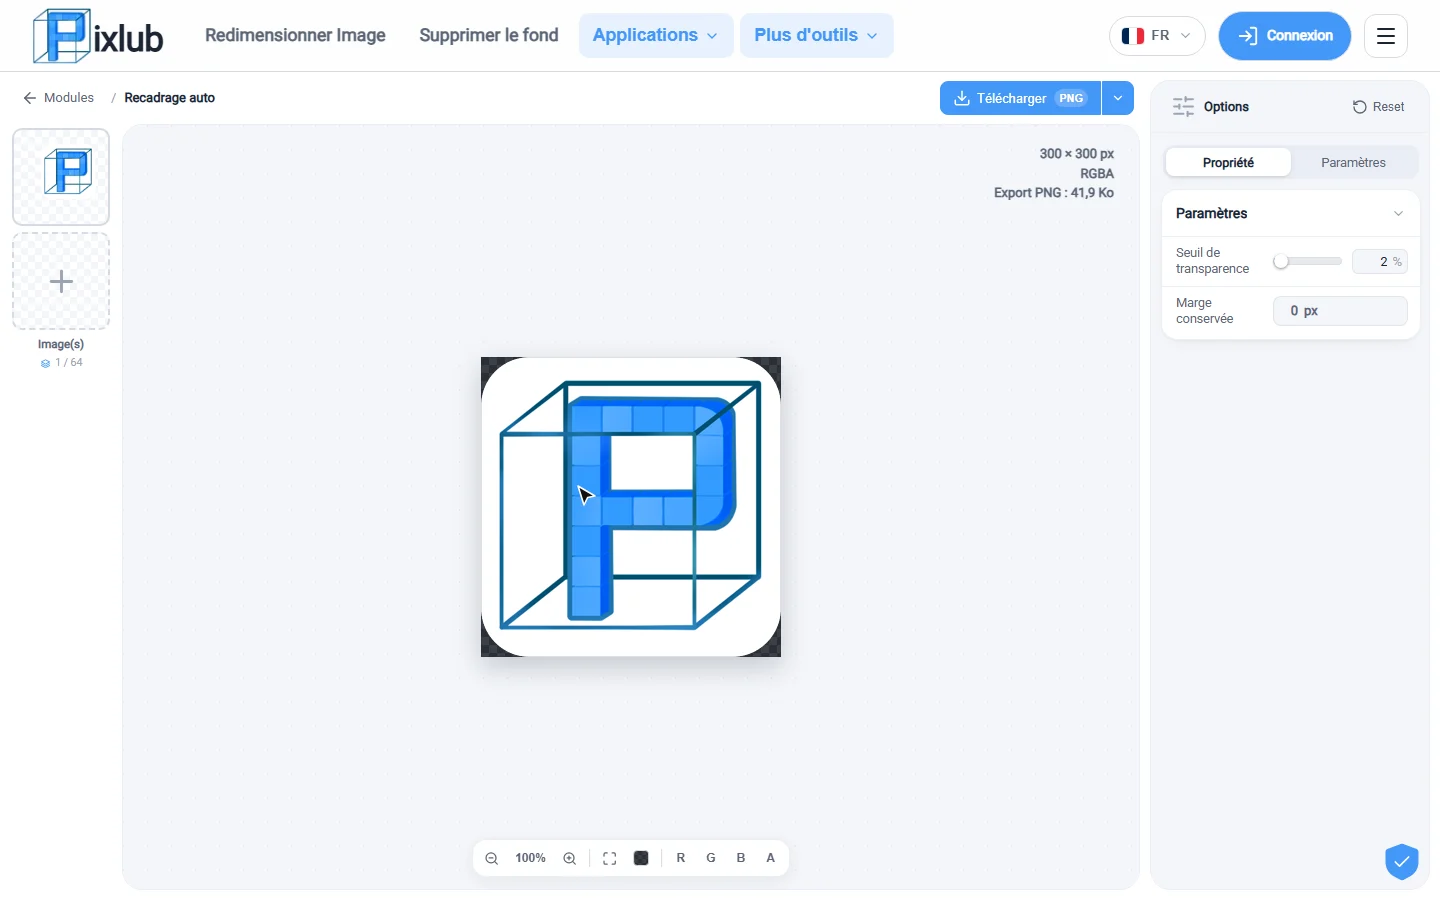 Pixlub
Redimensionner Image
Supprimer le fond
Applications
Plus d'outils
FR
Connexion
Modules / Recadrage auto
Télécharger PNG
Options
Reset
300 × 300 px
RGBA
Export PNG : 41,9 Ko
Propriété
Paramètres
Paramètres
Seuil de
transparence
2 %
Marge
conservée
0 px
Image(s)
1 / 64
P
100%
R G B A